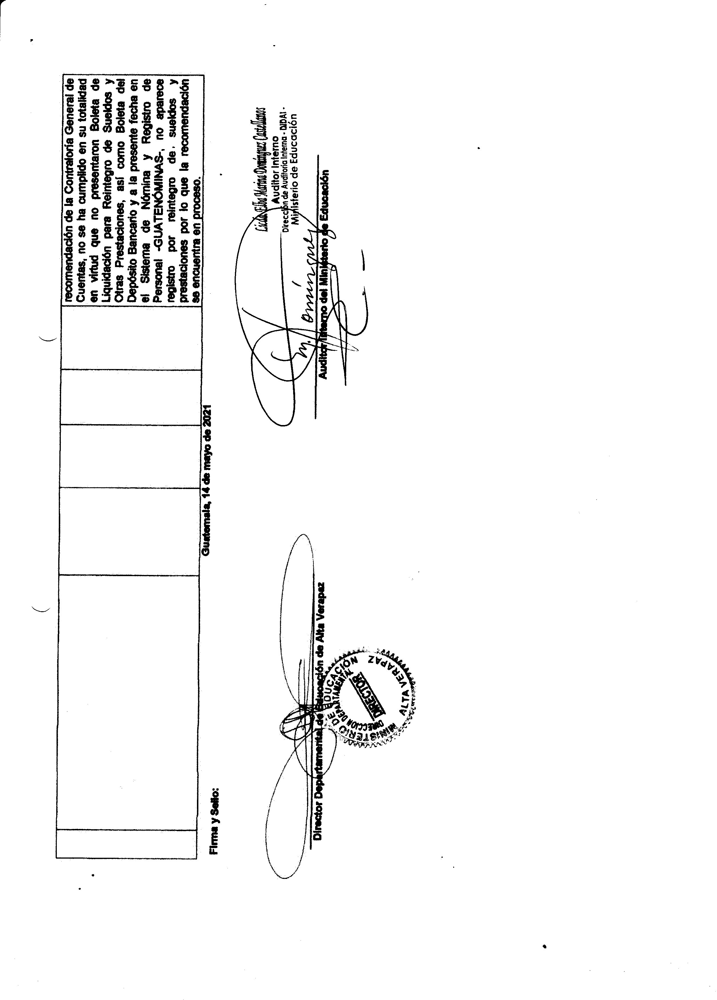 recomendación de la Contraloría General de
Cuentas, no se ha cumplido en su totalidad
en virtud que no presentaron Boleta de
Liquidación para Reintegro de Sueldos y
Otras Prestaciones, así como Boleta del
Depósito Bancario y a la presente fecha en
el Sistema de Nómina y Registro de
Personal -GUATENÓMINAS-, no aparece
registro por reintegro de. sueldos y
prestaciones por lo que la recomendación
se encuentra en proceso.
Guatemala, 14 de mayo de 2021
Firma y Sello:
Director Departamental de Educación de Alta Verapaz
MINISTERIO DE EDUCACIÓN
DIRECCION DEPARTAMENTAL
DIRECTOR
ALTA VERAPAZ
Licda. Elba Marina Domínguez Castellanos
Auditor Interno
Dirección de Auditoría Interna - DIDAI -
Ministerio de Educación
M. Domínguez
Auditor Interno del Ministerio de Educación